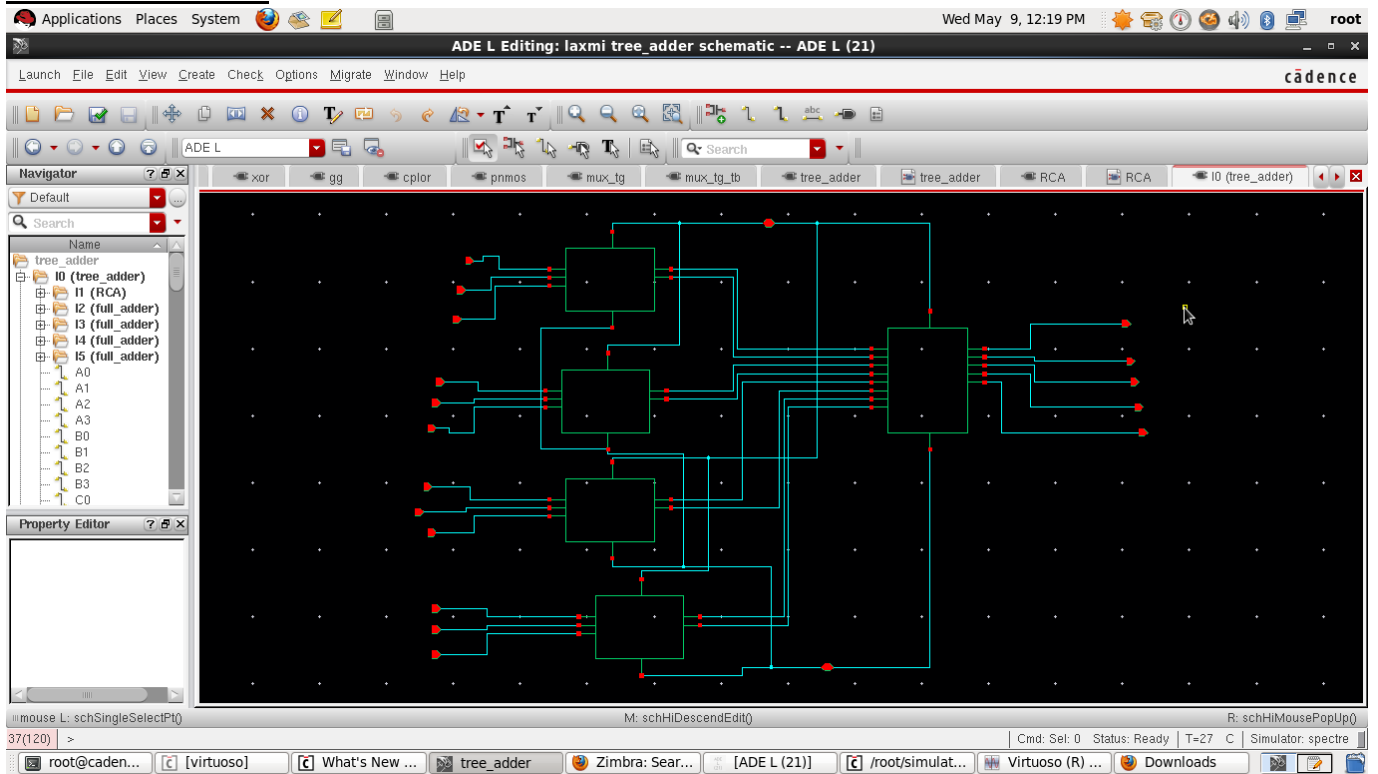 Applications Places System Wed May 9, 12:19 PM root
ADE L Editing: laxmi tree_adder schematic -- ADE L (21)
Launch File Edit View Create Check Options Migrate Window Help cādence
ADE L Search
Navigator xor gg cplor pnmos mux_tg mux_tg_tb tree_adder tree_adder RCA RCA I0 (tree_adder)
Default
Search
Name
tree_adder
I0 (tree_adder)
I1 (RCA)
I2 (full_adder)
I3 (full_adder)
I4 (full_adder)
I5 (full_adder)
A0
A1
A2
A3
B0
B1
B2
B3
C0
Property Editor
mouse L: schSingleSelectPt() M: schHiDescendEdit() R: schHiMousePopUp()
37(120) > Cmd: Sel: 0 Status: Ready T=27 C Simulator: spectre
root@caden... [virtuoso] What's New ... tree_adder Zimbra: Sear... [ADE L (21)] /root/simulat... Virtuoso (R) ... Downloads